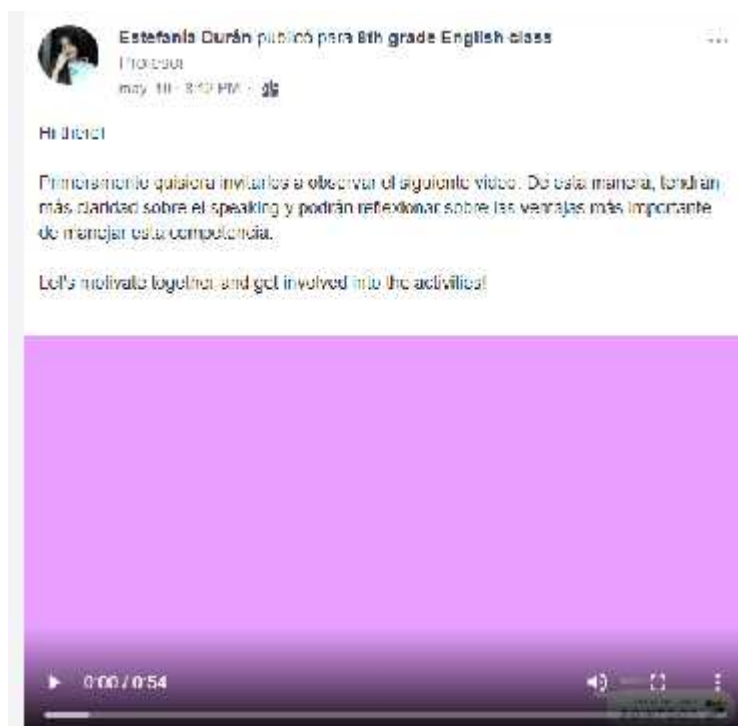 Estefanía Durán publicó para 8th grade English class
Profesor
may. 10 · 8:12 PM ·
Hi there!
Primeramente quisiera invitarlos a observar el siguiente video. De esta manera, tendrán
más claridad sobre el speaking y podrán reflexionar sobre las ventajas más importante
de manejar esta competencia.
Let's motivate together and get involved into the activities!
0:00 / 0:54